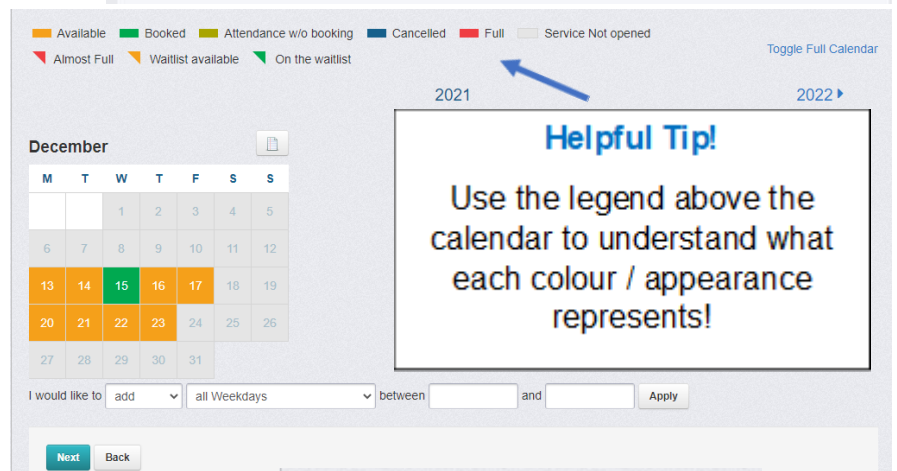 Available Booked Attendance w/o booking Cancelled Full Service Not opened
Almost Full Waitlist available On the waitlist
Toggle Full Calendar
2021 2022
December
M T W T F S S
1 2 3 4 5
6 7 8 9 10 11 12
13 14 15 16 17 18 19
20 21 22 23 24 25 26
27 28 29 30 31
Helpful Tip!
Use the legend above the
calendar to understand what
each colour / appearance
represents!
I would like to add all Weekdays between and Apply
Next Back